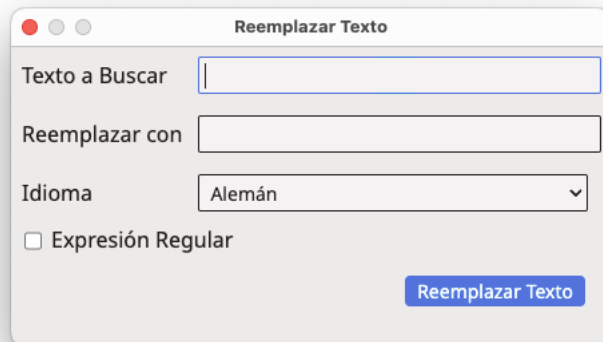 Reemplazar Texto
Texto a Buscar
Reemplazar con
Idioma Alemán
Expresión Regular
Reemplazar Texto